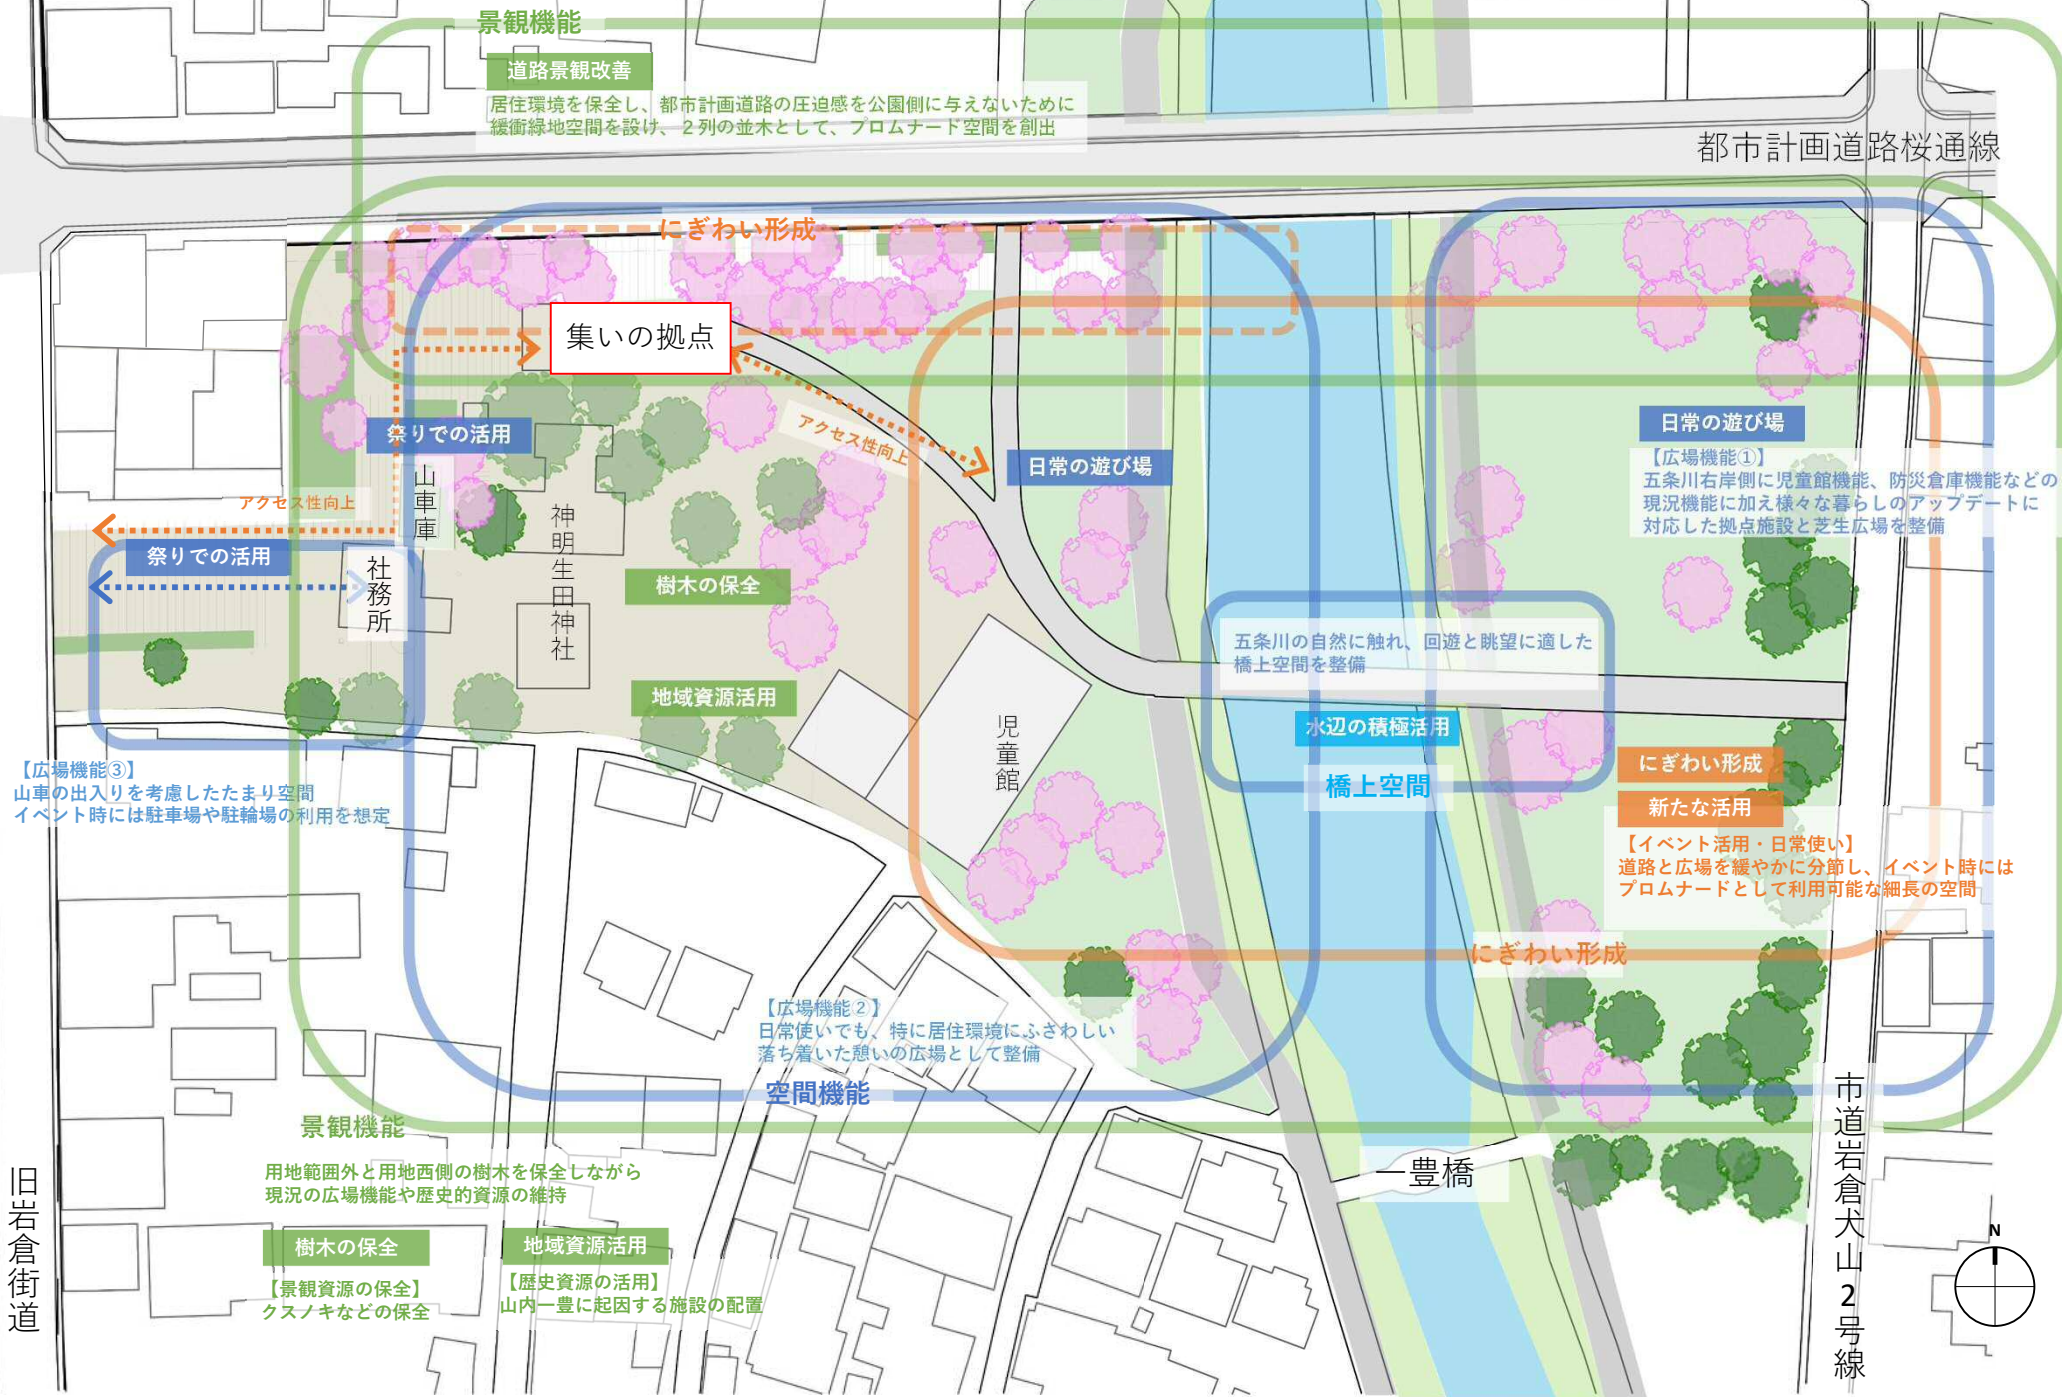 景観機能
道路景観改善
居住環境を保全し、都市計画道路の圧迫感を公園側に与えないために
緩衝緑地空間を設け、２列の並木として、プロムナード空間を創出
都市計画道路桜通線
にぎわい形成
集いの拠点
祭りでの活用
アクセス性向上
日常の遊び場
日常の遊び場
【広場機能①】
五条川右岸側に児童館機能、防災倉庫機能などの
現況機能に加え様々な暮らしのアップデートに
対応した拠点施設と芝生広場を整備
山車庫
アクセス性向上
祭りでの活用
社務所
神明生田神社
樹木の保全
地域資源活用
五条川の自然に触れ、回遊と眺望に適した
橋上空間を整備
水辺の積極活用
橋上空間
児童館
にぎわい形成
新たな活用
【イベント活用・日常使い】
道路と広場を緩やかに分節し、イベント時には
プロムナードとして利用可能な細長の空間
【広場機能③】
山車の出入りを考慮したたまり空間
イベント時には駐車場や駐輪場の利用を想定
にぎわい形成
【広場機能②】
日常使いでも、特に居住環境にふさわしい
落ち着いた憩いの広場として整備
空間機能
景観機能
用地範囲外と用地西側の樹木を保全しながら
現況の広場機能や歴史的資源の維持
樹木の保全
【景観資源の保全】
クスノキなどの保全
地域資源活用
【歴史資源の活用】
山内一豊に起因する施設の配置
一豊橋
旧岩倉街道
市道岩倉犬山2号線
N